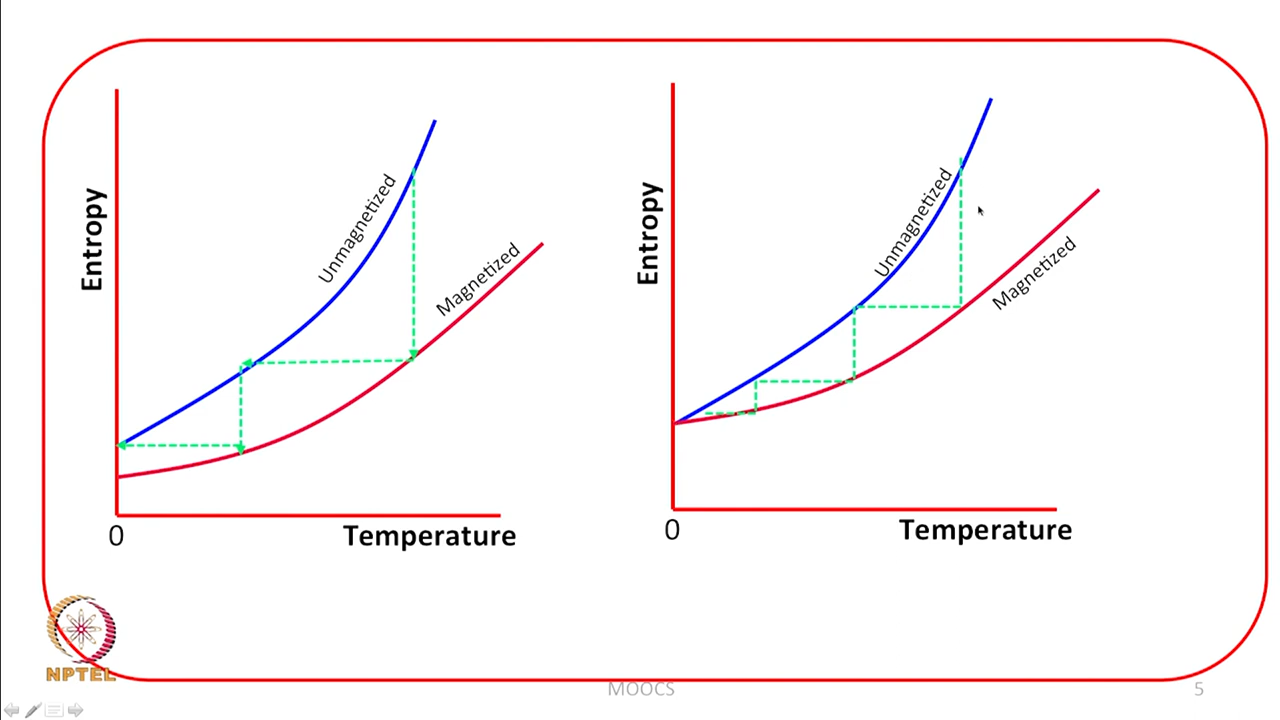 Entropy
Unmagnetized
Magnetized
0
Temperature
Entropy
Unmagnetized
Magnetized
0
Temperature
NPTEL
MOOCS
5